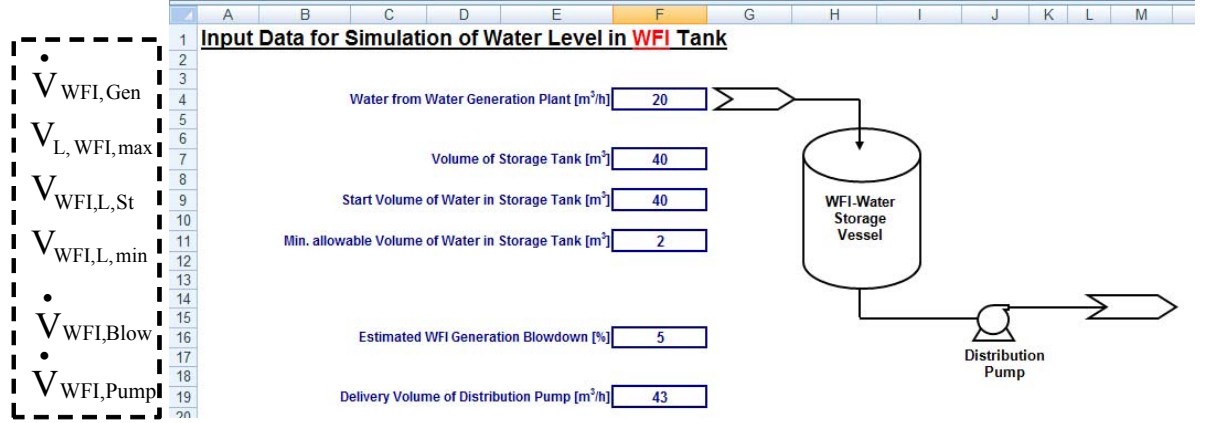 A B C D E F G H I J K L M
1 Input Data for Simulation of Water Level in WFI Tank
2
3
V̇ WFI, Gen
4 Water from Water Generation Plant [m³/h] 20
5
V L, WFI, max
6
7 Volume of Storage Tank [m³] 40
8
V WFI,L,St
9 Start Volume of Water in Storage Tank [m³] 40
WFI-Water
10
Storage
V WFI,L, min
11 Min. allowable Volume of Water in Storage Tank [m³] 2
Vessel
12
13
14
15
V̇ WFI,Blow
16 Estimated WFI Generation Blowdown [%] 5
17
Distribution
18
Pump
V̇ WFI,Pump
19 Delivery Volume of Distribution Pump [m³/h] 43
20